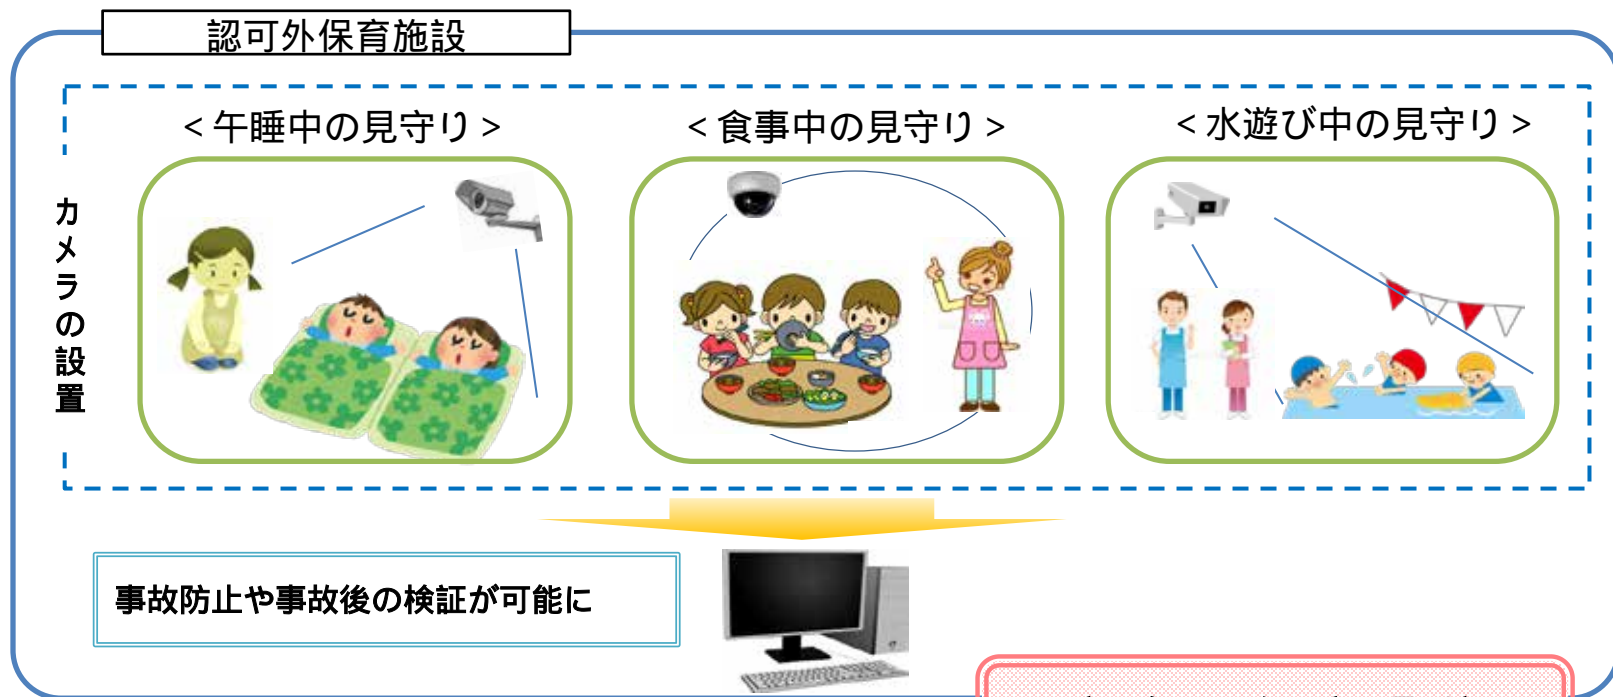 認可外保育施設
＜午睡中の見守り＞
＜食事中の見守り＞
＜水遊び中の見守り＞
カメラの設置
事故防止や事故後の検証が可能に